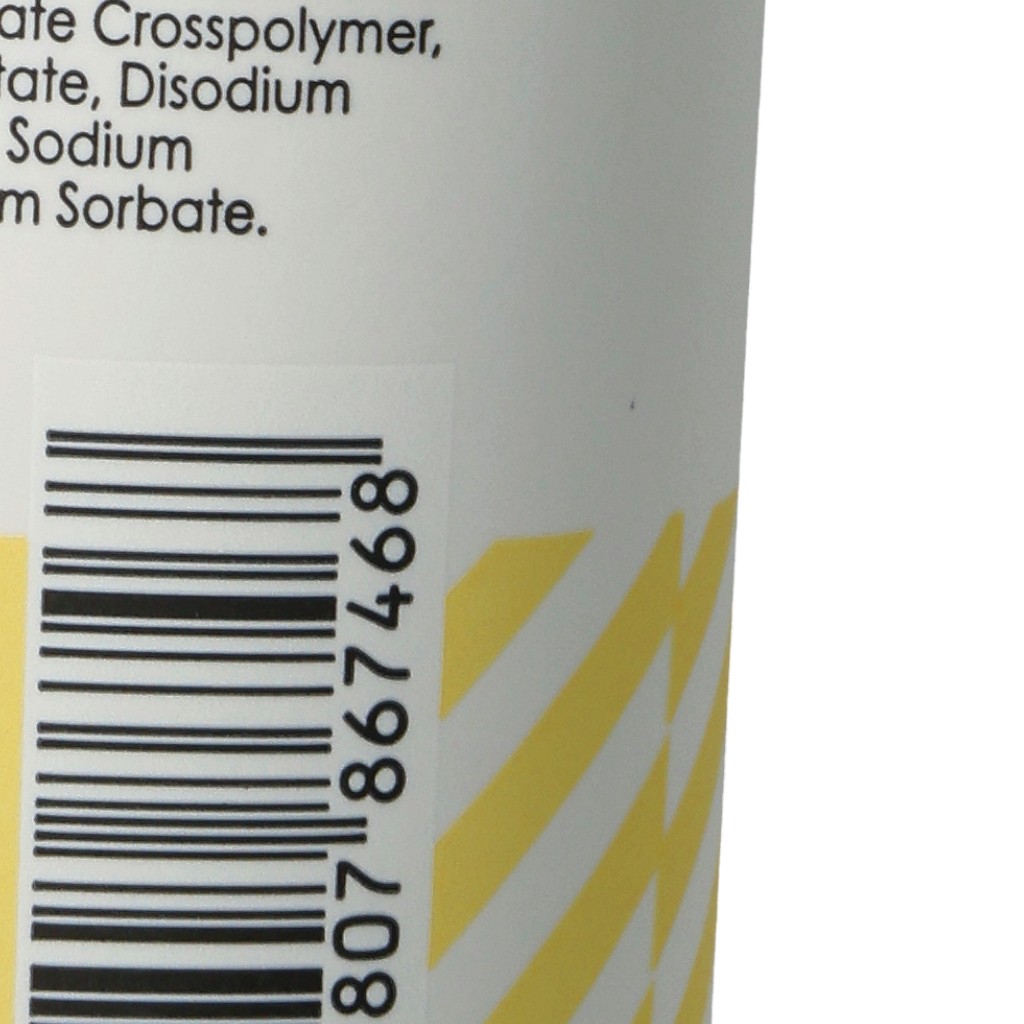 ate Crosspolymer,
tate, Disodium
Sodium
m Sorbate.
807 867468